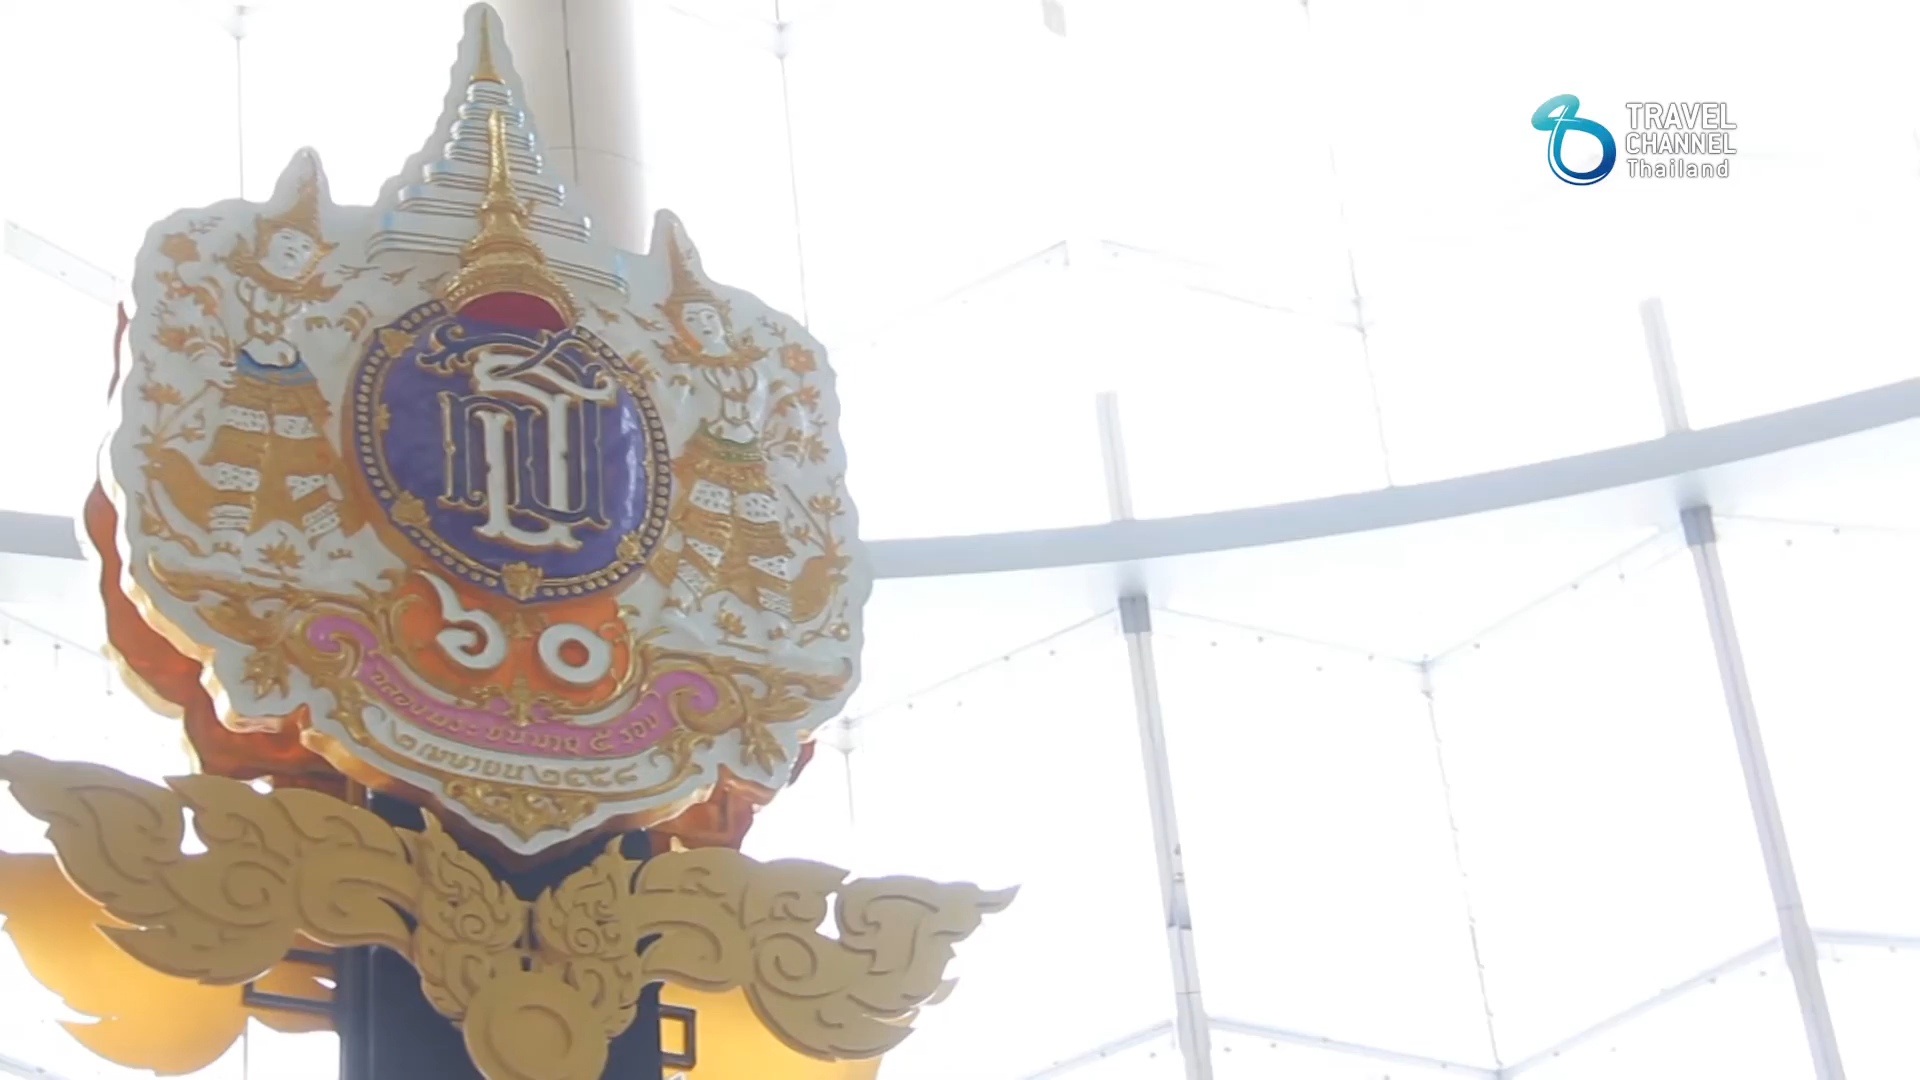 TRAVEL
CHANNEL
Thailand
๖๐
ฉลองพระชนมายุ ๕ รอบ
๒ เมษายน ๒๕๕๘